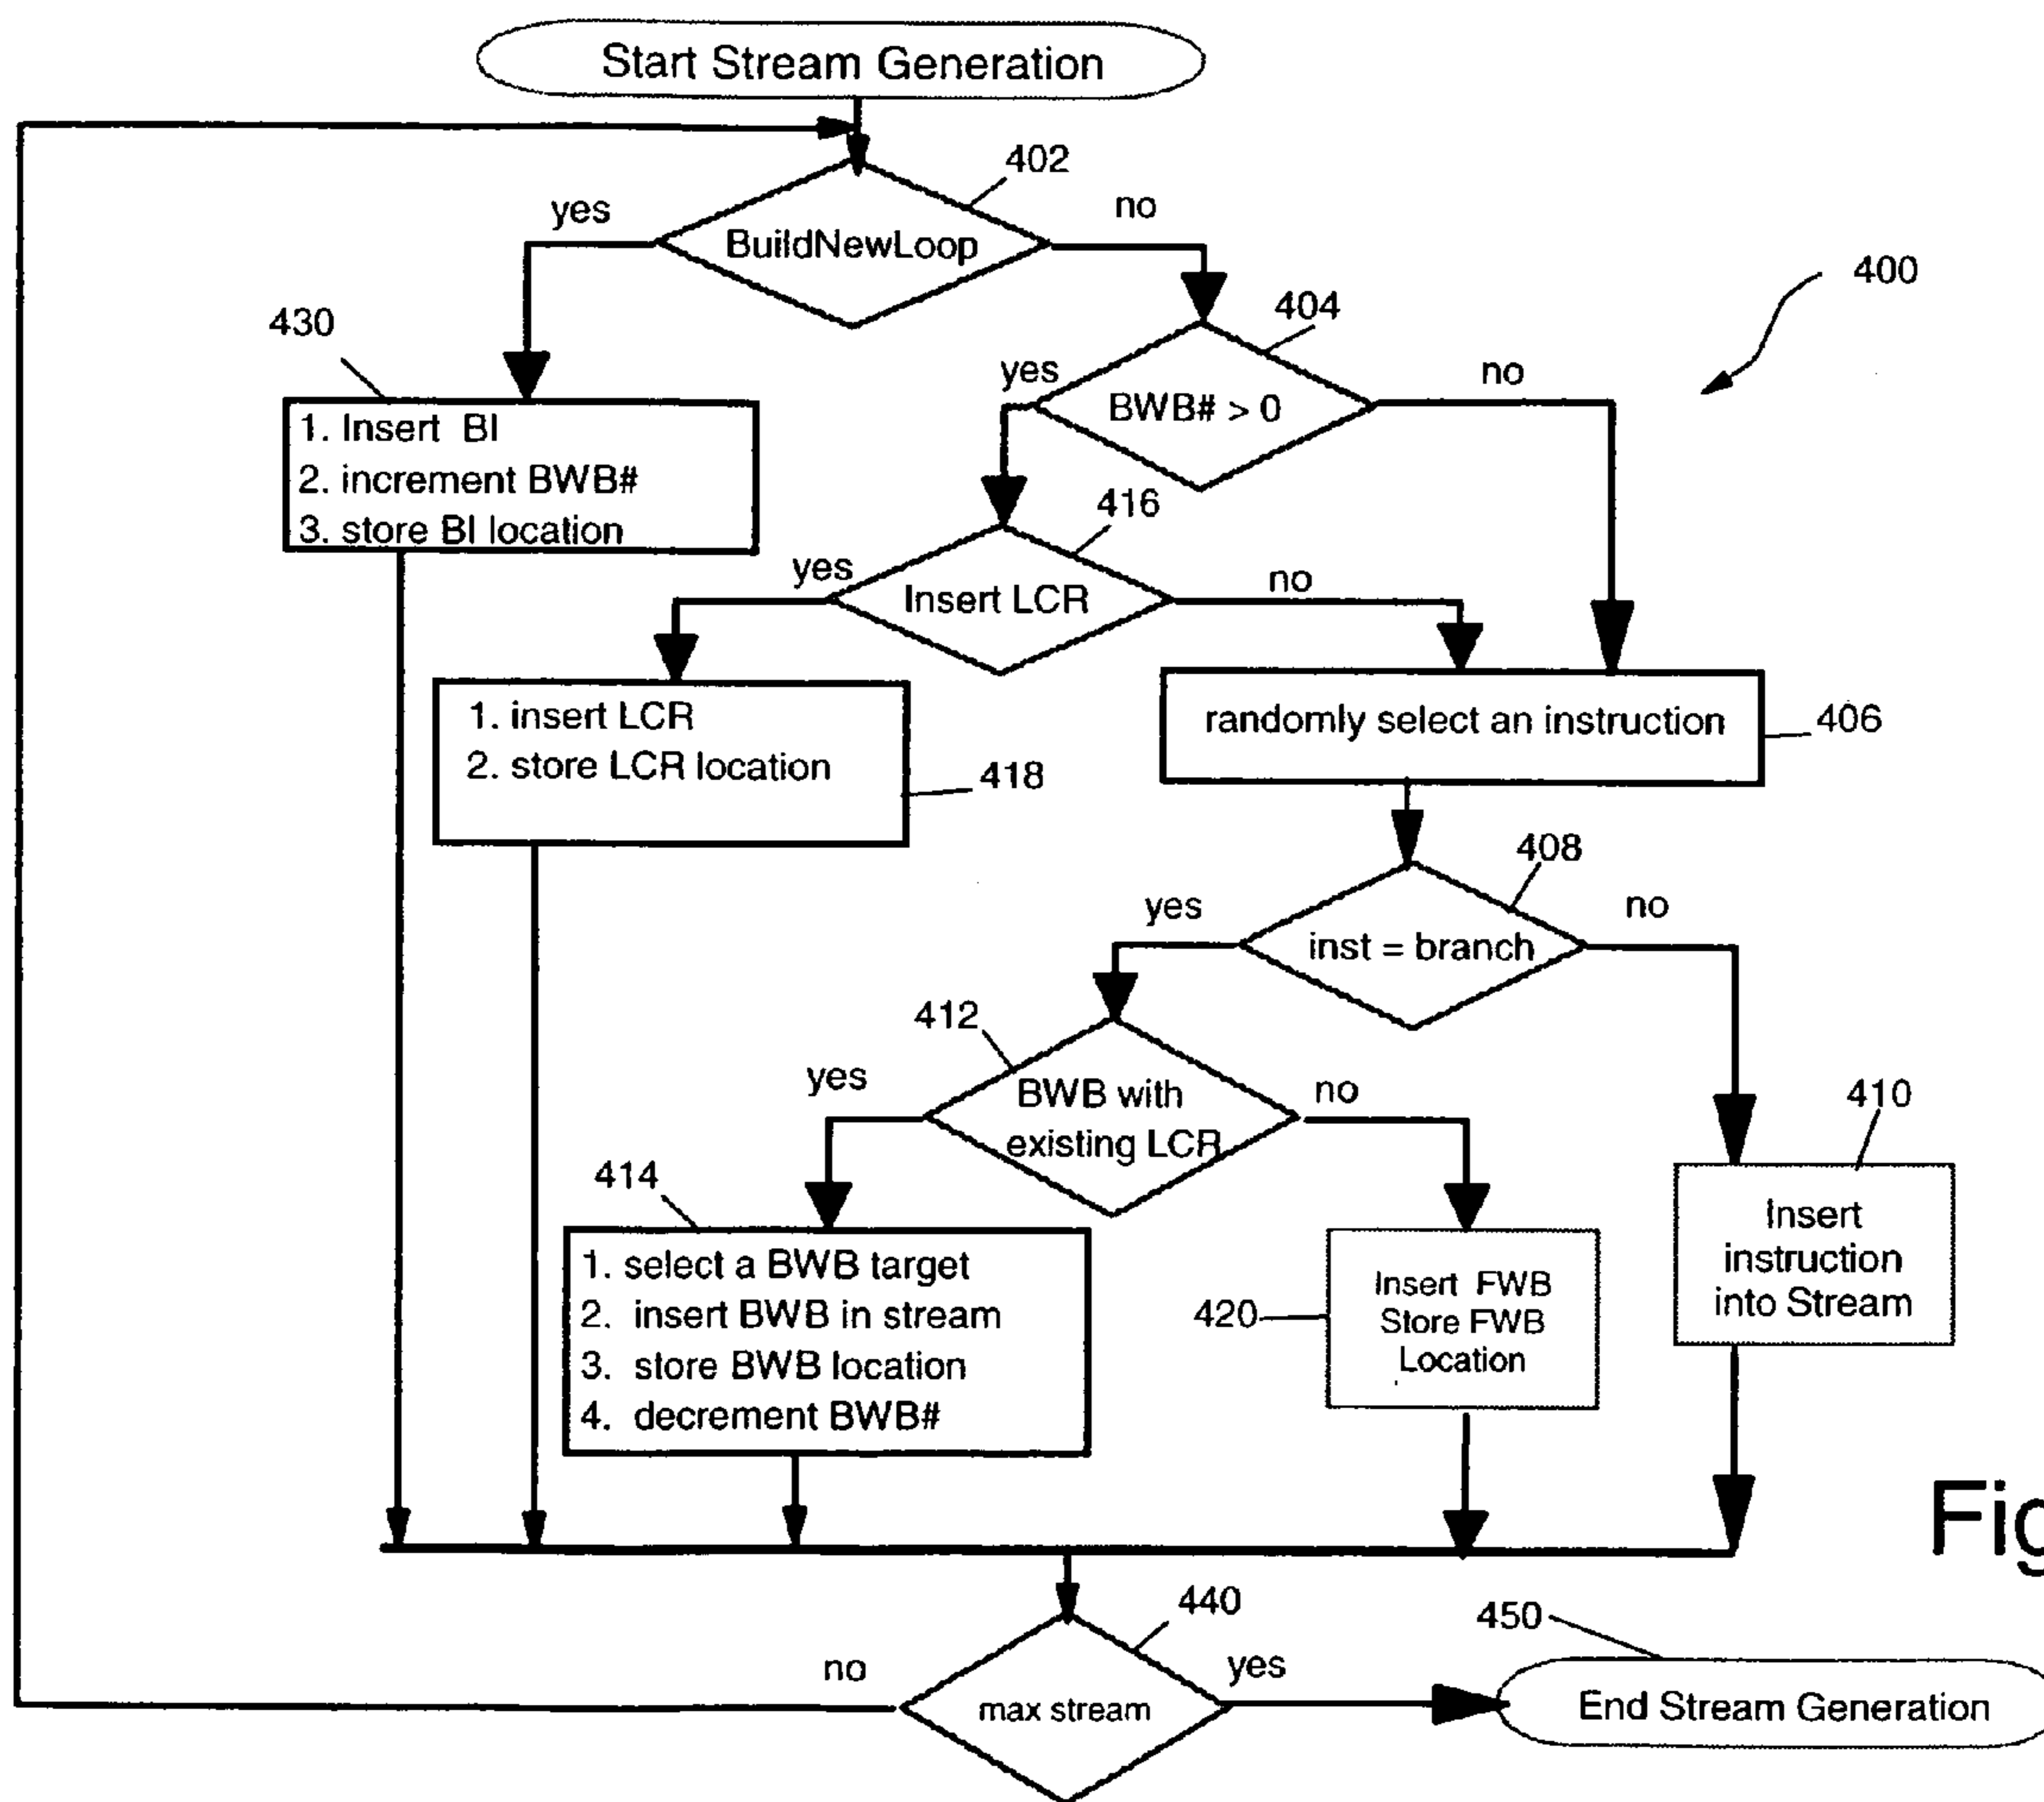 Start Stream Generation
402
yes
no
BuildNewLoop
400
430
404
yes
no
1. Insert BI
2. increment BWB#
3. store BI location
BWB# > 0
416
yes
no
Insert LCR
1. insert LCR
2. store LCR location
418
randomly select an instruction
406
408
yes
no
inst = branch
412
yes
no
BWB with
existing LCR
410
414
1. select a BWB target
2. insert BWB in stream
3. store BWB location
4. decrement BWB#
Insert FWB
Store FWB
Location
420
Insert
instruction
into Stream
Fig
440
450
no
yes
max stream
End Stream Generation